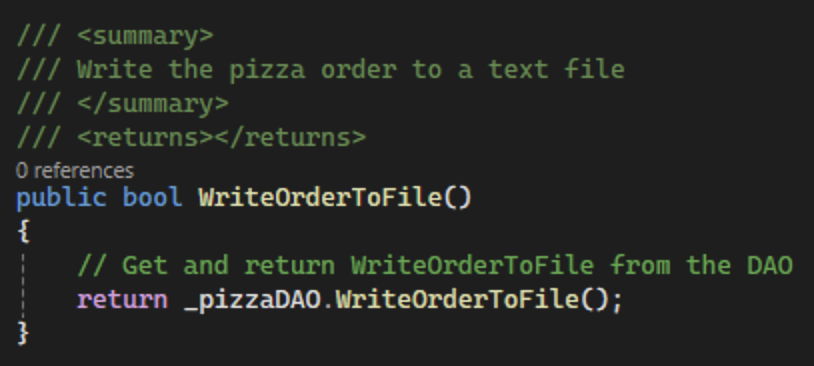 /// <summary>
/// Write the pizza order to a text file
/// </summary>
/// <returns></returns>
0 references
public bool WriteOrderToFile()
{
    // Get and return WriteOrderToFile from the DAO
    return _pizzaDAO.WriteOrderToFile();
}